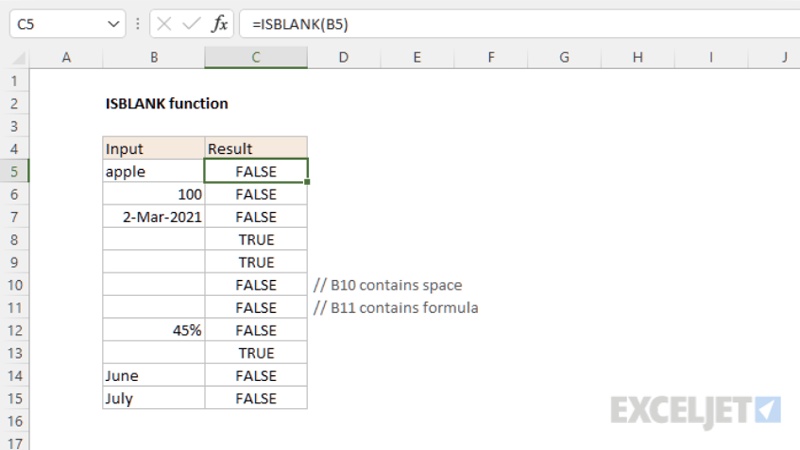 C5 fx =ISBLANK(B5)
A B C D E F G H I J
1
2 ISBLANK function
3
4 Input Result
5 apple FALSE
6 100 FALSE
7 2-Mar-2021 FALSE
8 TRUE
9 TRUE
10 FALSE // B10 contains space
11 FALSE // B11 contains formula
12 45% FALSE
13 TRUE
14 June FALSE
15 July FALSE
16
17
EXCELJET